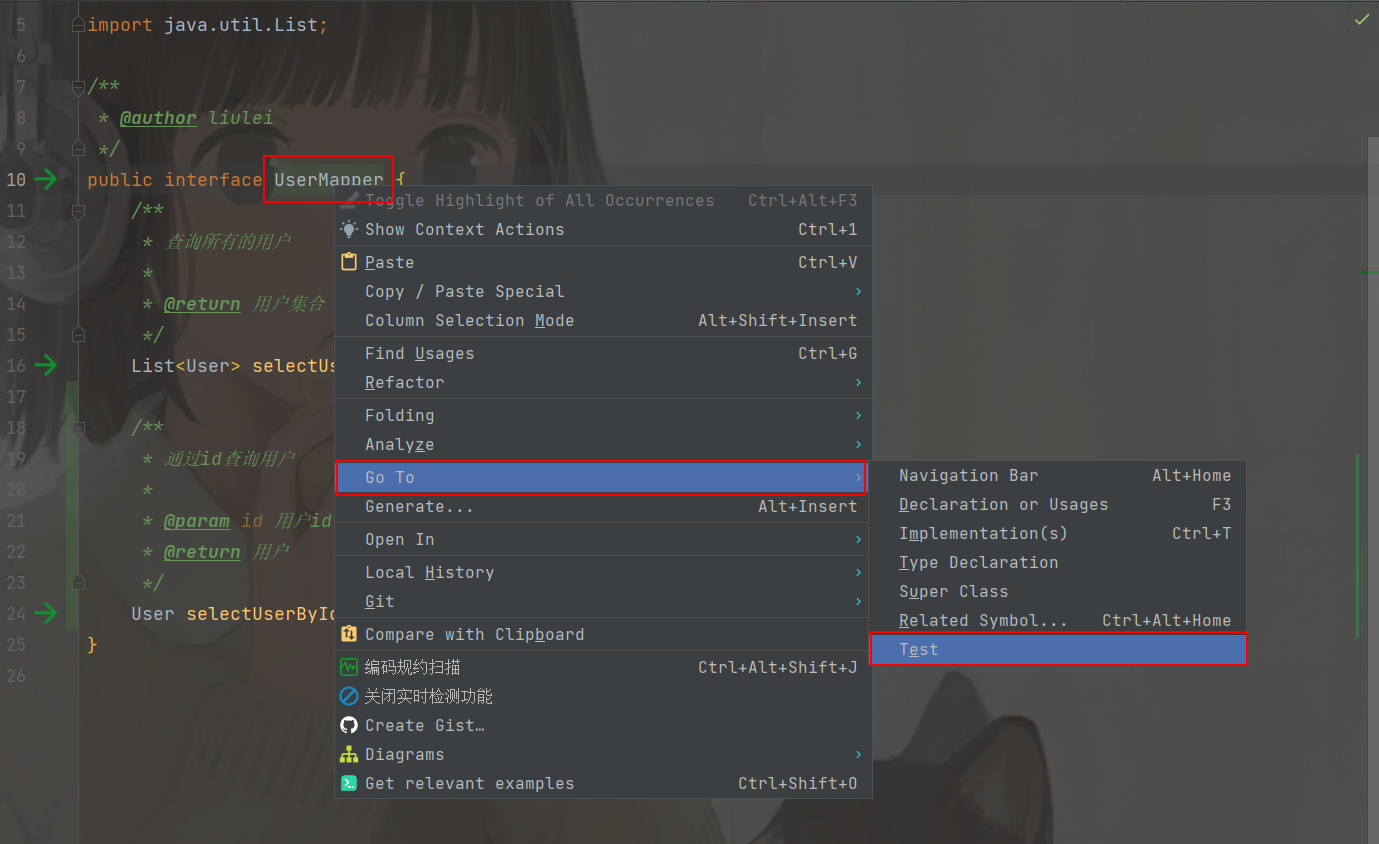 5 import java.util.List;
6
7 /**
8 * @author liulei
9 */
10 public interface UserMapper {
11 /**
12 * 查询所有的用户
13 *
14 * @return 用户集合
15 */
16 List<User> selectUs
17
18 /**
19 * 通过id查询用户
20 *
21 * @param id 用户id
22 * @return 用户
23 */
24 User selectUserById
25 }
26
Toggle Highlight of All Occurrences Ctrl+Alt+F3
Show Context Actions Ctrl+1
Paste Ctrl+V
Copy / Paste Special
Column Selection Mode Alt+Shift+Insert
Find Usages Ctrl+G
Refactor
Folding
Analyze
Go To
Generate... Alt+Insert
Open In
Local History
Git
Compare with Clipboard
编码规约扫描 Ctrl+Alt+Shift+J
关闭实时检测功能
Create Gist…
Diagrams
Get relevant examples Ctrl+Shift+O
Navigation Bar Alt+Home
Declaration or Usages F3
Implementation(s) Ctrl+T
Type Declaration
Super Class
Related Symbol... Ctrl+Alt+Home
Test